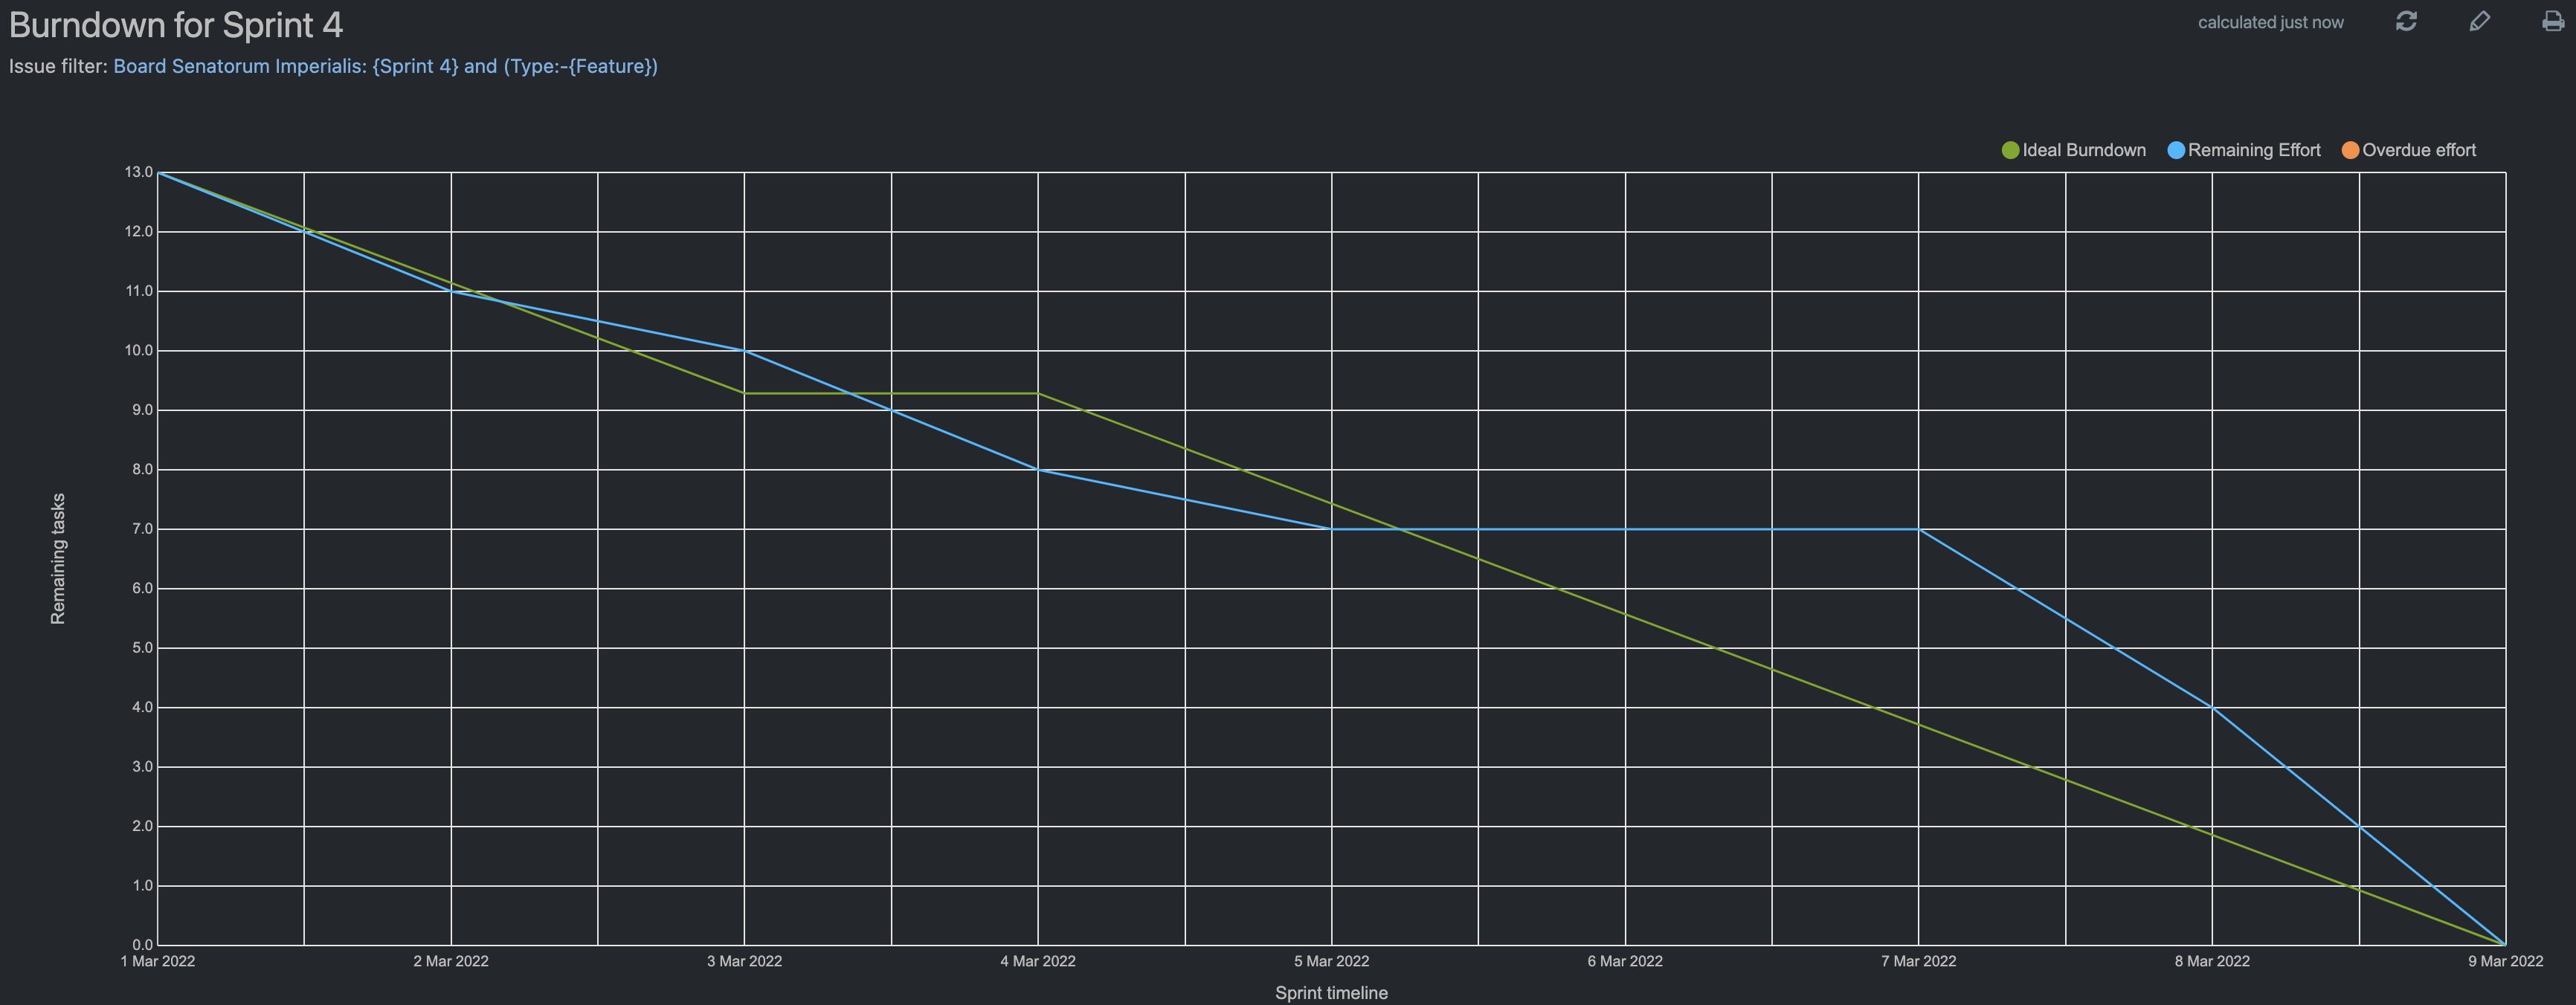 Burndown for Sprint 4
calculated just now
Issue filter: Board Senatorum Imperialis: {Sprint 4} and (Type:-{Feature})
Ideal Burndown Remaining Effort Overdue effort
13.0
12.0
11.0
10.0
9.0
8.0
7.0
6.0
5.0
4.0
3.0
2.0
1.0
0.0
Remaining tasks
1 Mar 2022 2 Mar 2022 3 Mar 2022 4 Mar 2022 5 Mar 2022 6 Mar 2022 7 Mar 2022 8 Mar 2022 9 Mar 2022
Sprint timeline